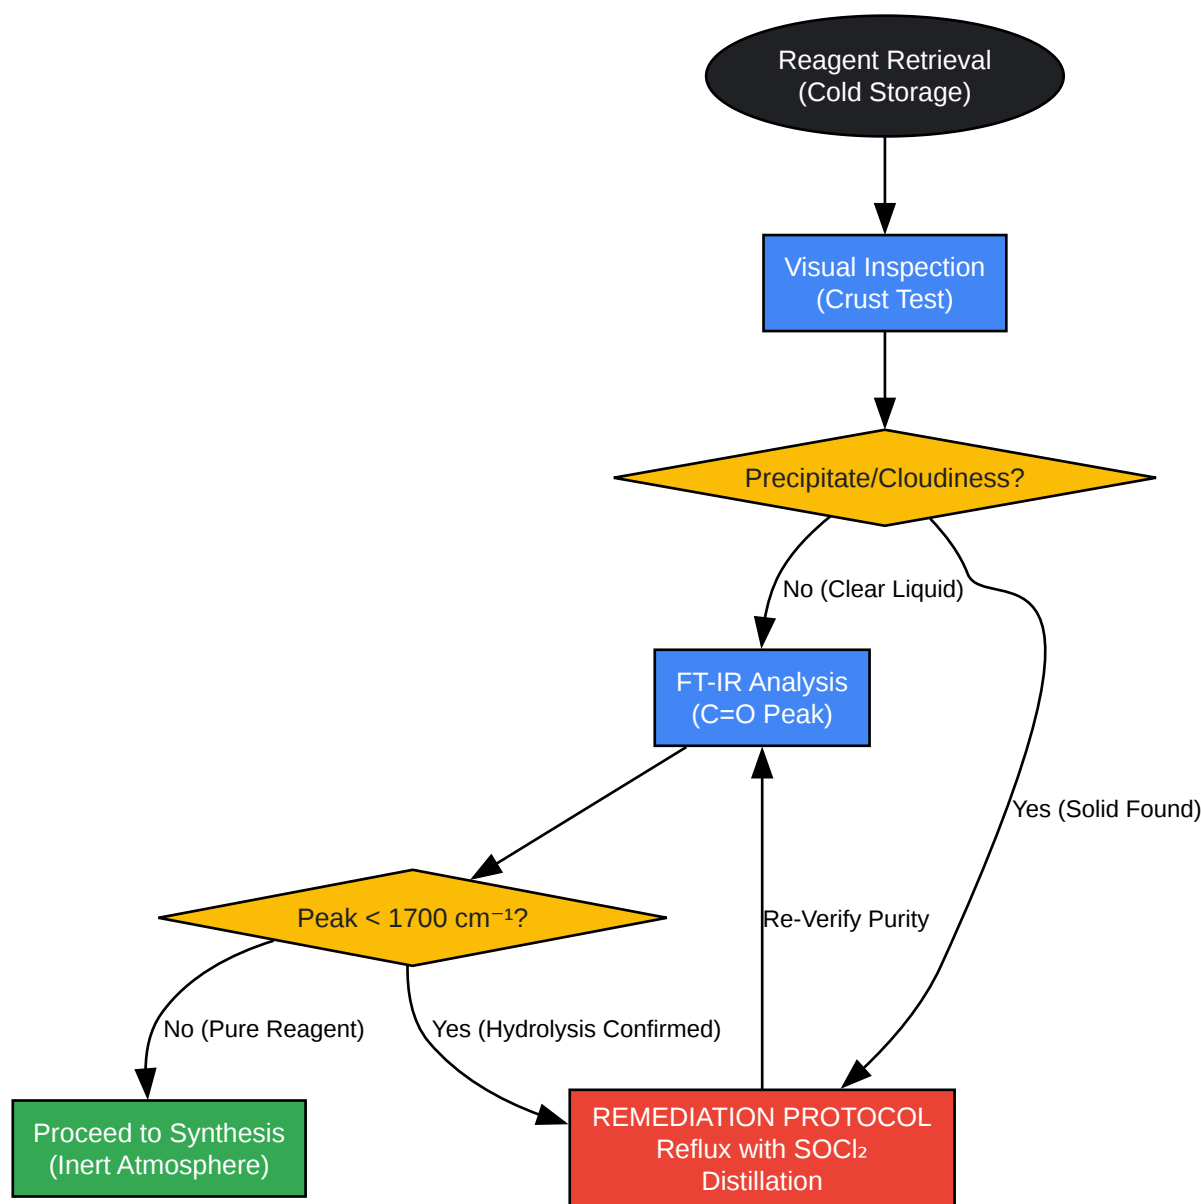 Reagent Retrieval
(Cold Storage)
Visual Inspection
(Crust Test)
Precipitate/Cloudiness?
No (Clear Liquid)
FT-IR Analysis
(C=O Peak)
Yes (Solid Found)
Peak < 1700 cm⁻¹?
Re-Verify Purity
No (Pure Reagent)
Yes (Hydrolysis Confirmed)
Proceed to Synthesis
(Inert Atmosphere)
REMEDIATION PROTOCOL
Reflux with SOCl₂
Distillation